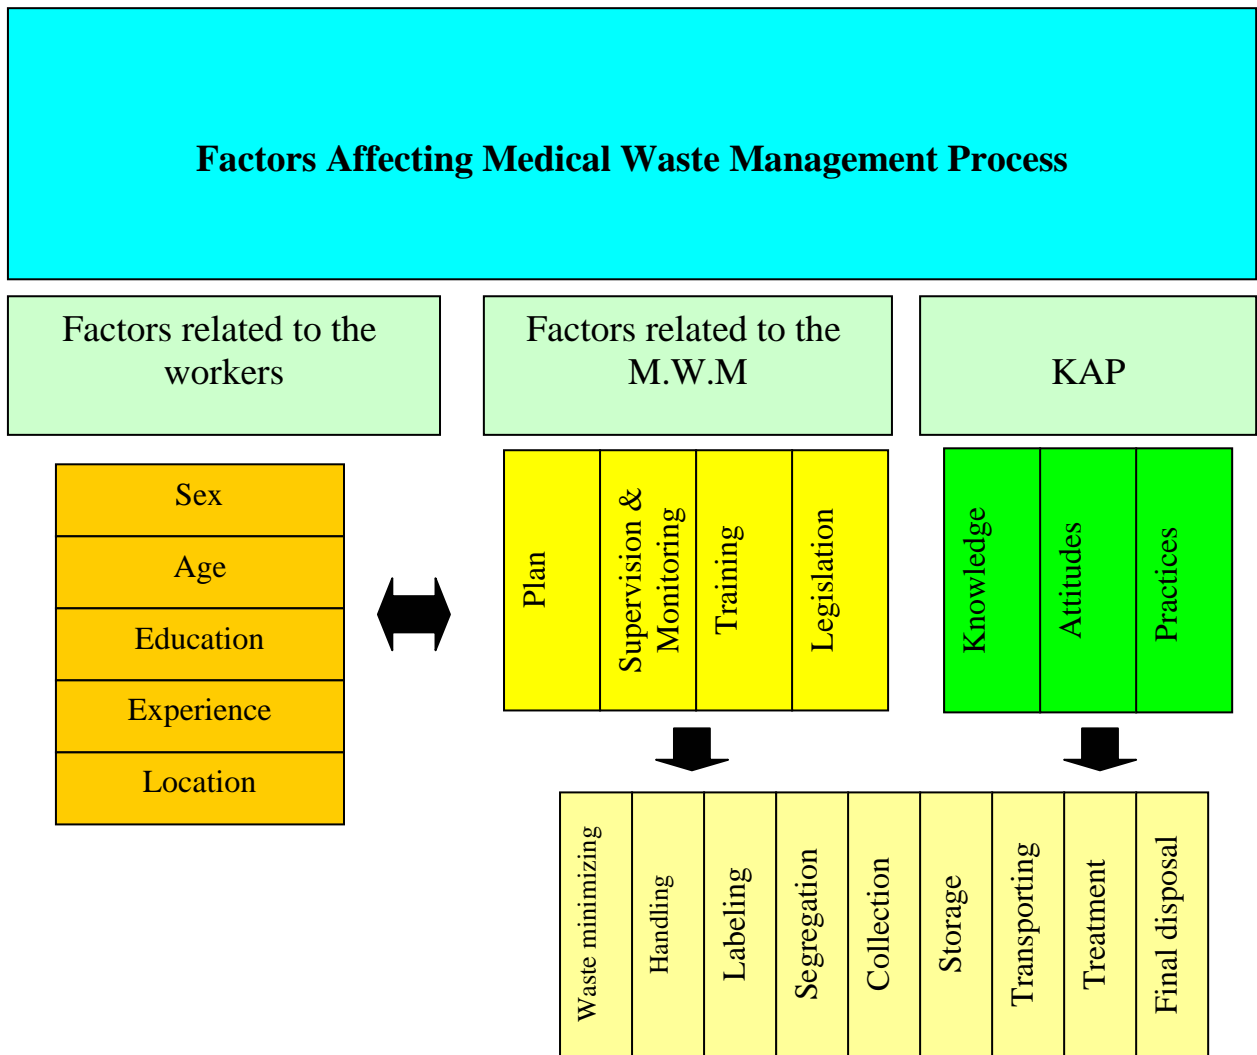 Factors Affecting Medical Waste Management Process
Factors related to the
workers
Factors related to the
M.W.M
KAP
Sex
Age
Education
Experience
Location
Plan
Supervision &
Monitoring
Training
Legislation
Knowledge
Attitudes
Practices
Waste minimizing
Handling
Labeling
Segregation
Collection
Storage
Transporting
Treatment
Final disposal